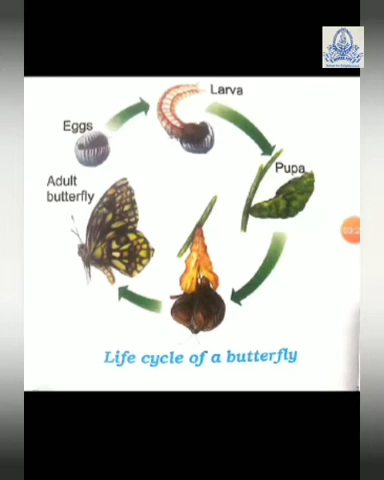 Larva
Eggs
Pupa
Adult
butterfly
Life cycle of a butterfly